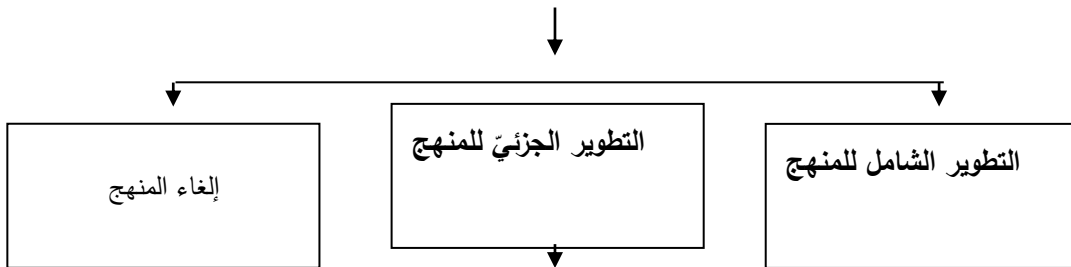 التطوير الشامل للمنهج
التطوير الجزئيّ للمنهج
إلغاء المنهج